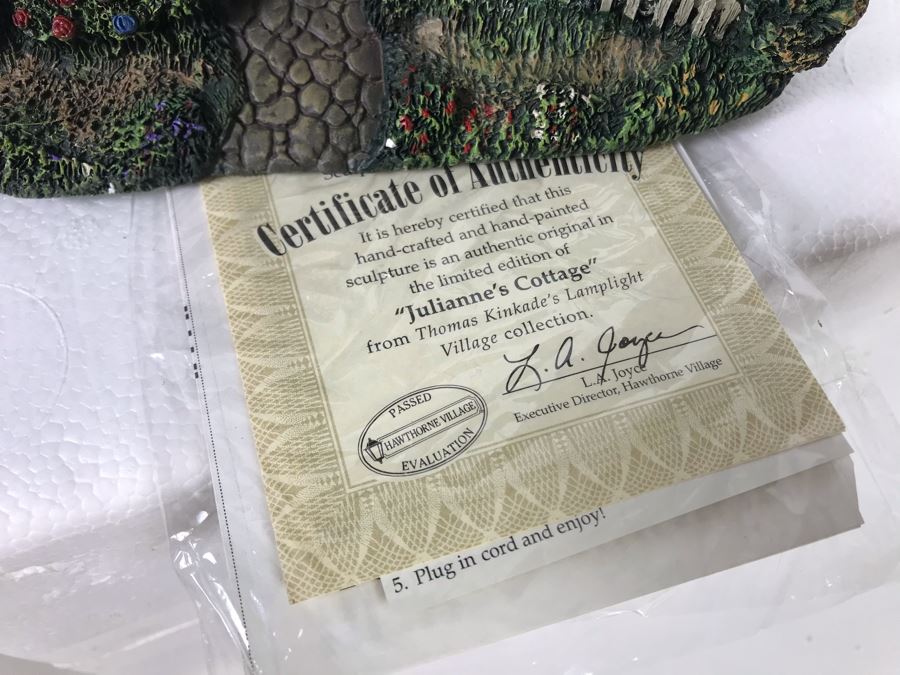 Certificate of Authenticity
It is hereby certified that this
hand-crafted and hand-painted
sculpture is an authentic original in
the limited edition of
"Julianne's Cottage"
from Thomas Kinkade's Lamplight
Village collection.
L. A. Joyce
L.A. Joyce
Executive Director, Hawthorne Village
PASSED
HAWTHORNE VILLAGE
EVALUATION
5. Plug in cord and enjoy!